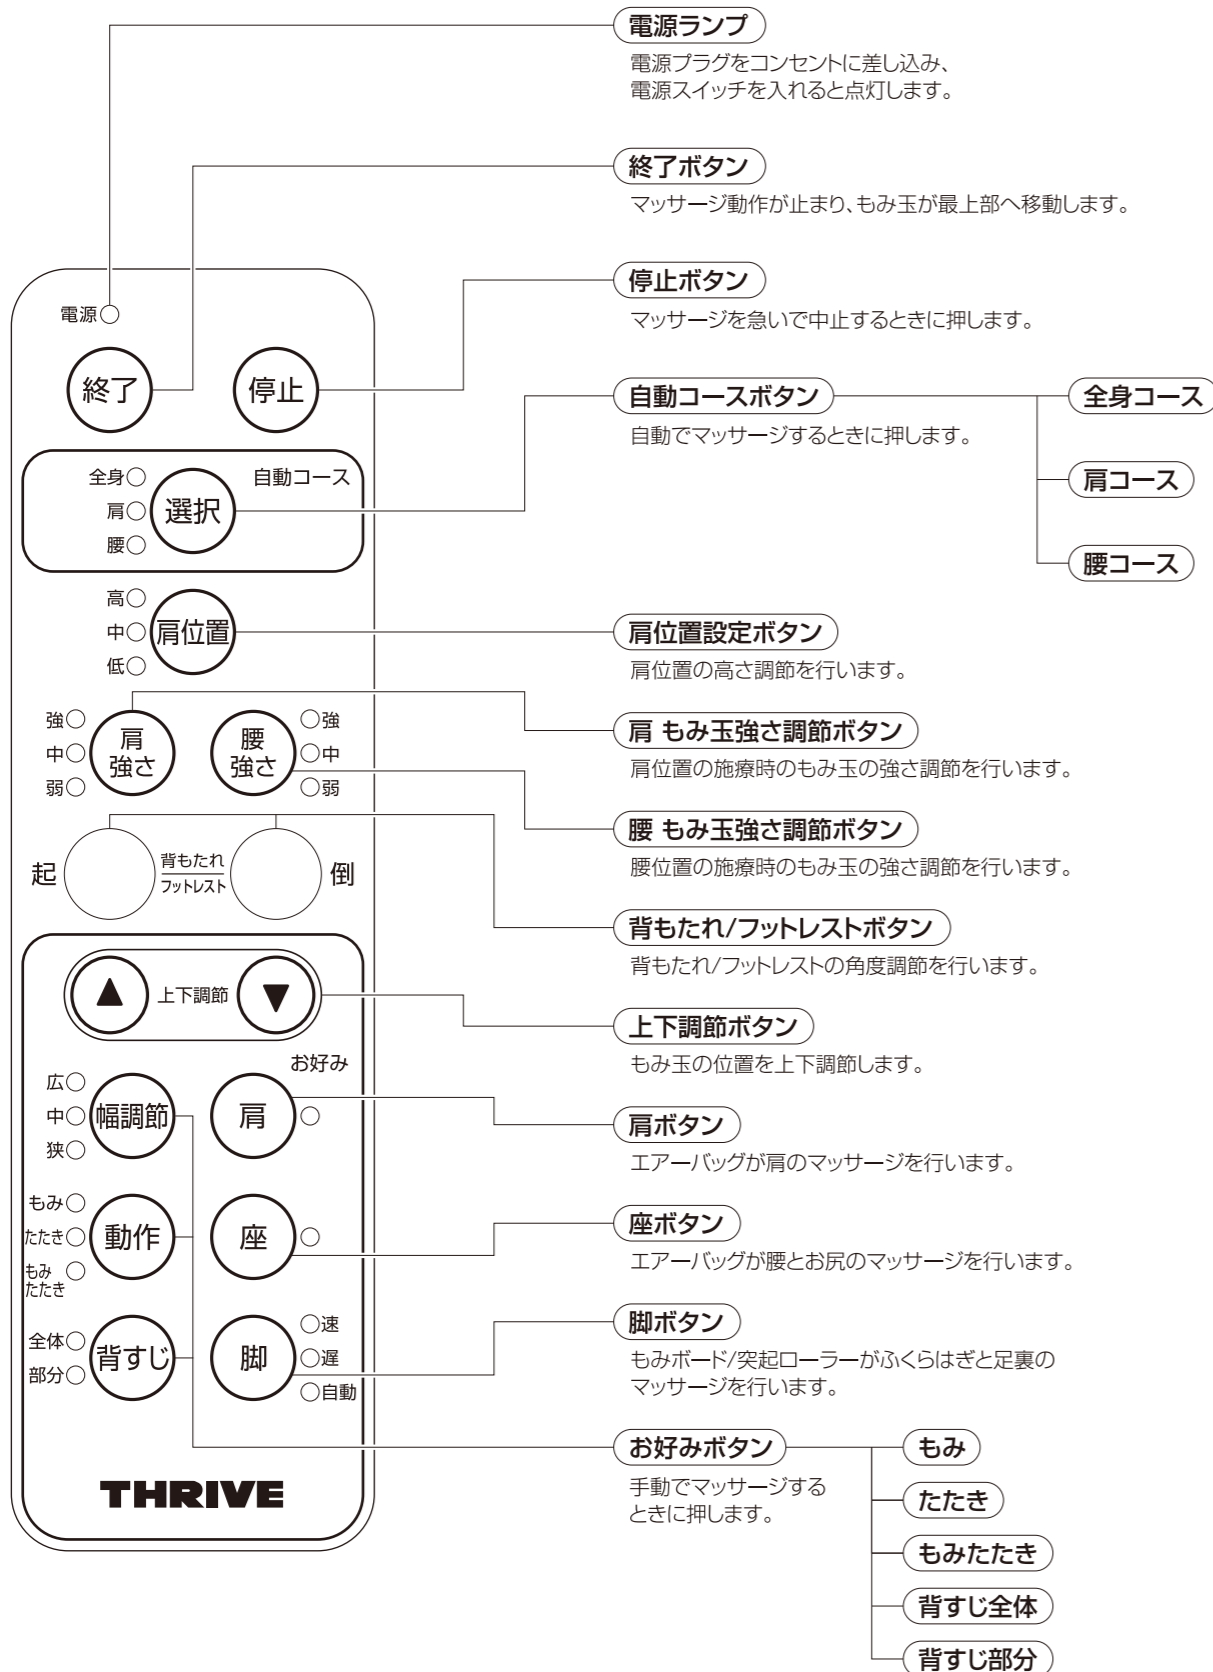 電源ランプ
電源プラグをコンセントに差し込み、
電源スイッチを入れると点灯します。
終了ボタン
マッサージ動作が止まり、もみ玉が最上部へ移動します。
停止ボタン
マッサージを急いで中止するときに押します。
自動コースボタン
自動でマッサージするときに押します。
全身コース
肩コース
腰コース
肩位置設定ボタン
肩位置の高さ調節を行います。
肩 もみ玉強さ調節ボタン
肩位置の施療時のもみ玉の強さ調節を行います。
腰 もみ玉強さ調節ボタン
腰位置の施療時のもみ玉の強さ調節を行います。
背もたれ/フットレストボタン
背もたれ/フットレストの角度調節を行います。
上下調節ボタン
もみ玉の位置を上下調節します。
肩ボタン
エアーバッグが肩のマッサージを行います。
座ボタン
エアーバッグが腰とお尻のマッサージを行います。
脚ボタン
もみボード/突起ローラーがふくらはぎと足裏の
マッサージを行います。
お好みボタン
手動でマッサージする
ときに押します。
もみ
たたき
もみたたき
背すじ全体
背すじ部分
電源
終了
停止
自動コース
全身
肩
腰
選択
高
中
低
肩位置
強
中
弱
肩
強さ
腰
強さ
強
中
弱
起
背もたれ
フットレスト
倒
▲
上下調節
▼
お好み
広
中
狭
幅調節
肩
もみ
たたき
もみ
たたき
動作
座
全体
部分
背すじ
脚
速
遅
自動
THRIVE